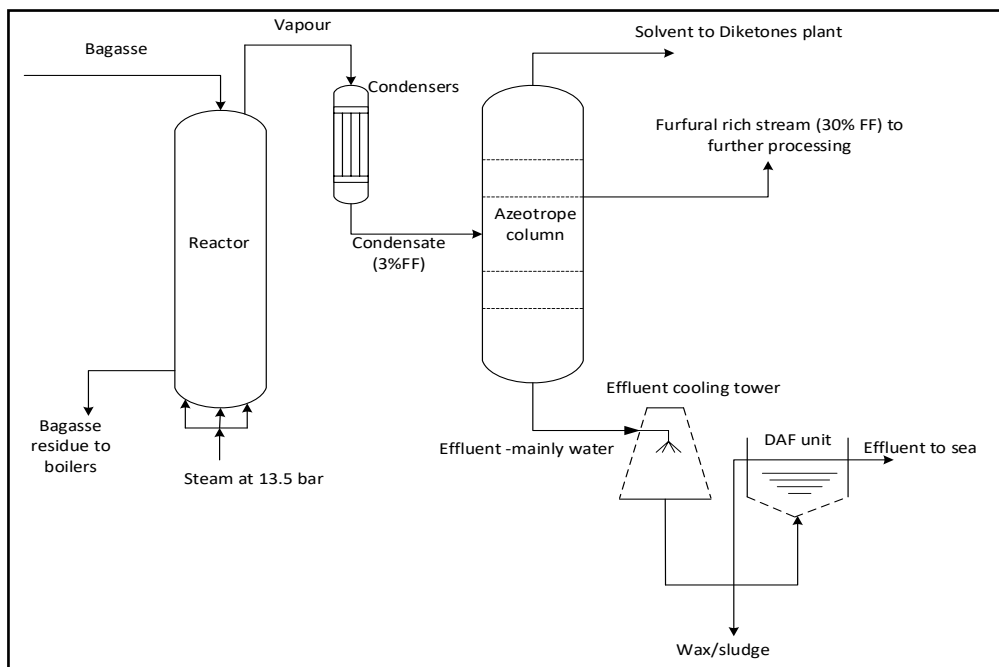 Vapour
Solvent to Diketones plant
Bagasse
Condensers
Furfural rich stream (30% FF) to
further processing
Azeotrope
column
Reactor
Condensate
(3%FF)
Effluent cooling tower
Bagasse
residue to
boilers
Effluent -mainly water
DAF unit
Effluent to sea
Steam at 13.5 bar
Wax/sludge